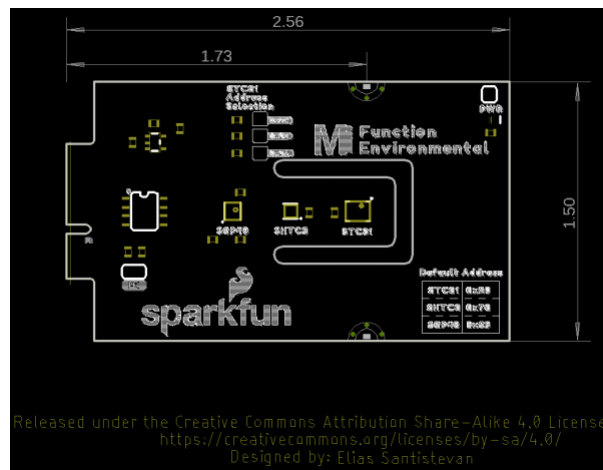 2.56
1.73
STC31
Address
Selection
PWR
Function
Environmental
1.50
SGP40
SHTC3
STC31
Default Address
STC31
SHTC3 0x70
SGP40 0x59
sparkfun
Released under the Creative Commons Attribution Share-Alike 4.0 License
https://creativecommons.org/licenses/by-sa/4.0/
Designed by: Elias Santistevan